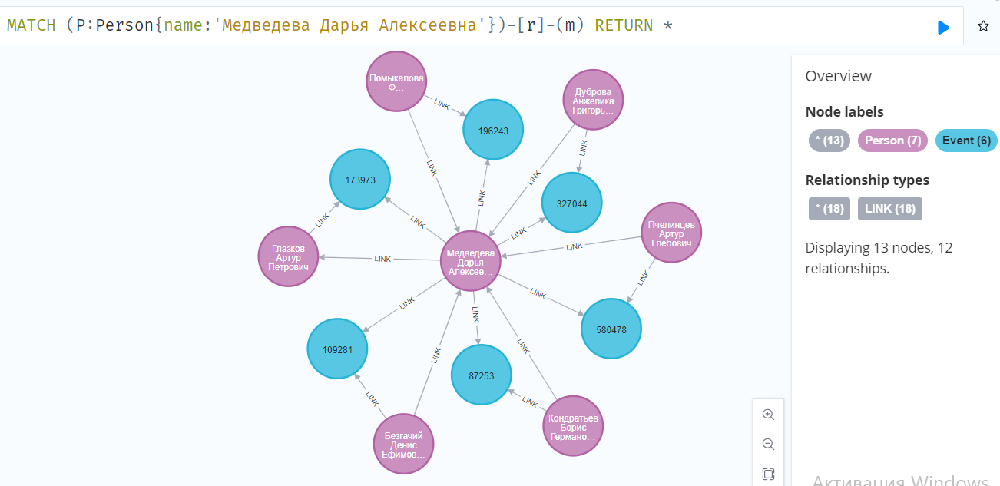 MATCH (P:Person{name:'Медведева Дарья Алексеевна'})-[r]-(m) RETURN *
Overview
Node labels
* (13) Person (7) Event (6)
Relationship types
* (18) LINK (18)
Displaying 13 nodes, 12
relationships.
Помыкалова
Ф...
LINK
196243
Дуброва
Анжелика
Григорь...
LINK
173973
LINK
LINK
LINK
327044
LINK
LINK
LINK
Пчелинцев
Артур
Глебович
Глазков
Артур
Петрович
LINK
Медведева
Дарья
Алексее...
LINK
LINK
LINK
LINK
LINK
580478
109281
LINK
LINK
87253
LINK
LINK
Безгачий
Денис
Ефимов...
Кондратьев
Борис
Германо...
Активация Windows